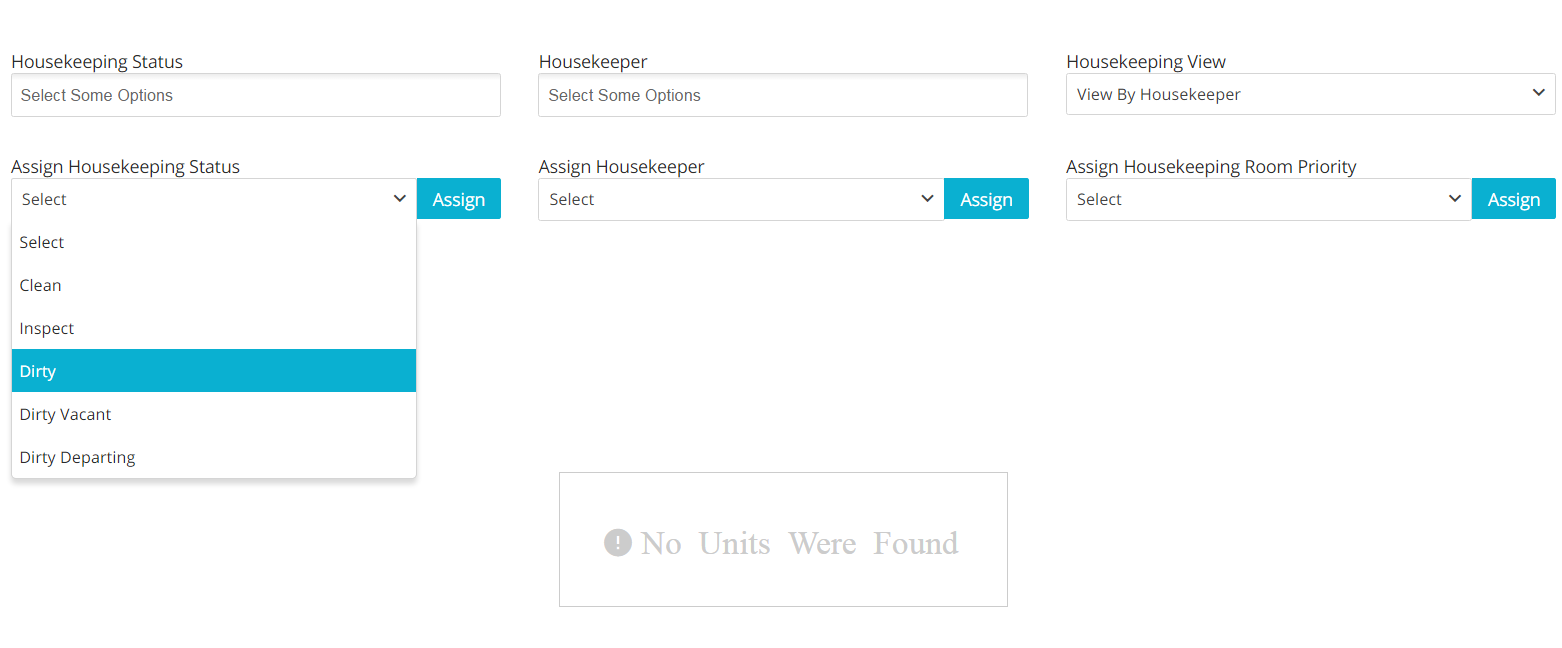 Housekeeping Status
Select Some Options
Housekeeper
Select Some Options
Housekeeping View
View By Housekeeper
Assign Housekeeping Status
Select
Assign
Select
Clean
Inspect
Dirty
Dirty Vacant
Dirty Departing
Assign Housekeeper
Select
Assign
Assign Housekeeping Room Priority
Select
Assign
No Units Were Found